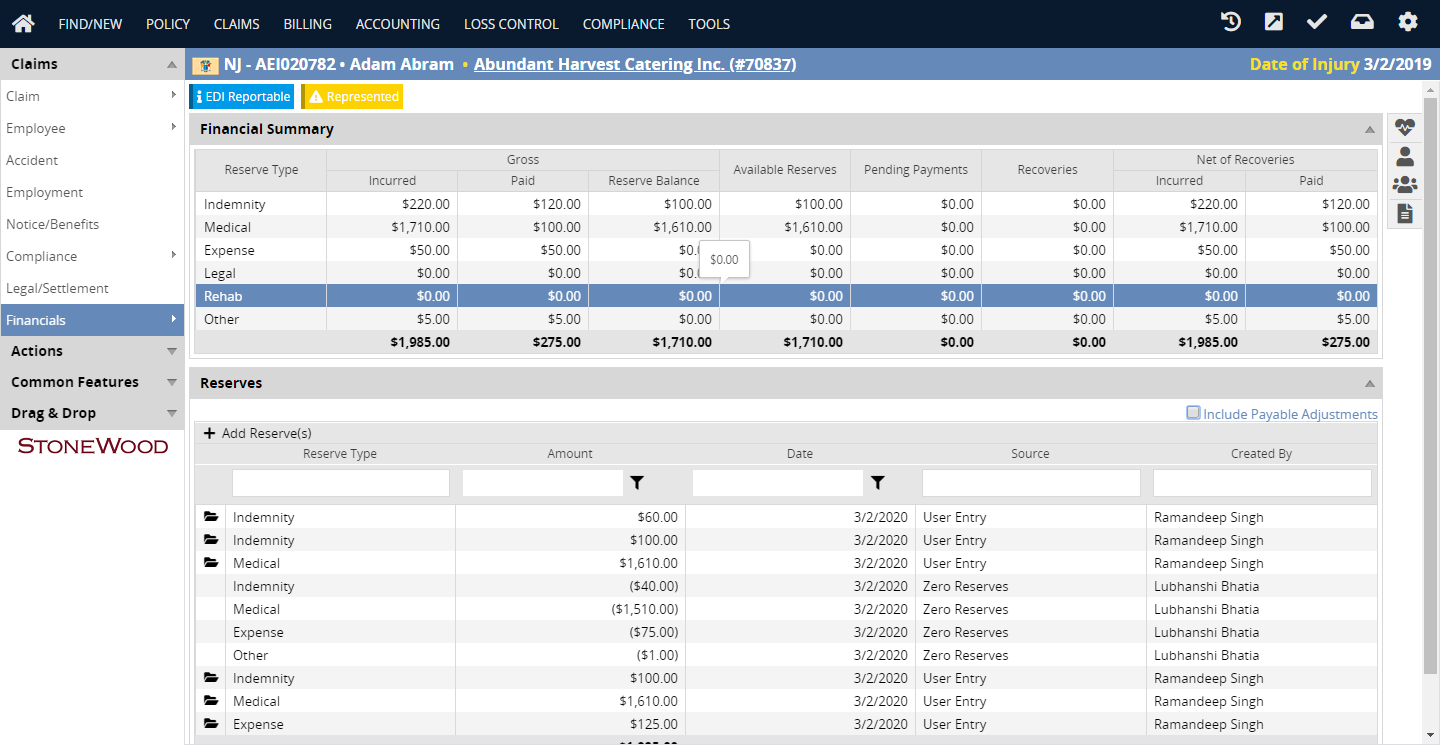 FIND/NEW POLICY CLAIMS BILLING ACCOUNTING LOSS CONTROL COMPLIANCE TOOLS
Claims
Claim
Employee
Accident
Employment
Notice/Benefits
Compliance
Legal/Settlement
Financials
Actions
Common Features
Drag & Drop
STONEWOOD
NJ - AEI020782 • Adam Abram • Abundant Harvest Catering Inc. (#70837) Date of Injury 3/2/2019
EDI Reportable Represented
Financial Summary
Reserve Type Gross Available Reserves Pending Payments Recoveries Net of Recoveries
Incurred Paid Reserve Balance Incurred Paid
Indemnity $220.00 $120.00 $100.00 $100.00 $0.00 $0.00 $220.00 $120.00
Medical $1,710.00 $100.00 $1,610.00 $1,610.00 $0.00 $0.00 $1,710.00 $100.00
Expense $50.00 $50.00 $0. $0.00 $0.00 $0.00 $50.00 $50.00
$0.00
Legal $0.00 $0.00 $0. $0.00 $0.00 $0.00 $0.00 $0.00
Rehab $0.00 $0.00 $0.00 $0.00 $0.00 $0.00 $0.00 $0.00
Other $5.00 $5.00 $0.00 $0.00 $0.00 $0.00 $5.00 $5.00
$1,985.00 $275.00 $1,710.00 $1,710.00 $0.00 $0.00 $1,985.00 $275.00
Reserves
Include Payable Adjustments
+ Add Reserve(s)
Reserve Type Amount Date Source Created By
Indemnity $60.00 3/2/2020 User Entry Ramandeep Singh
Indemnity $100.00 3/2/2020 User Entry Ramandeep Singh
Medical $1,610.00 3/2/2020 User Entry Ramandeep Singh
Indemnity ($40.00) 3/2/2020 Zero Reserves Lubhanshi Bhatia
Medical ($1,510.00) 3/2/2020 Zero Reserves Lubhanshi Bhatia
Expense ($75.00) 3/2/2020 Zero Reserves Lubhanshi Bhatia
Other ($1.00) 3/2/2020 Zero Reserves Lubhanshi Bhatia
Indemnity $100.00 3/2/2020 User Entry Ramandeep Singh
Medical $1,610.00 3/2/2020 User Entry Ramandeep Singh
Expense $125.00 3/2/2020 User Entry Ramandeep Singh